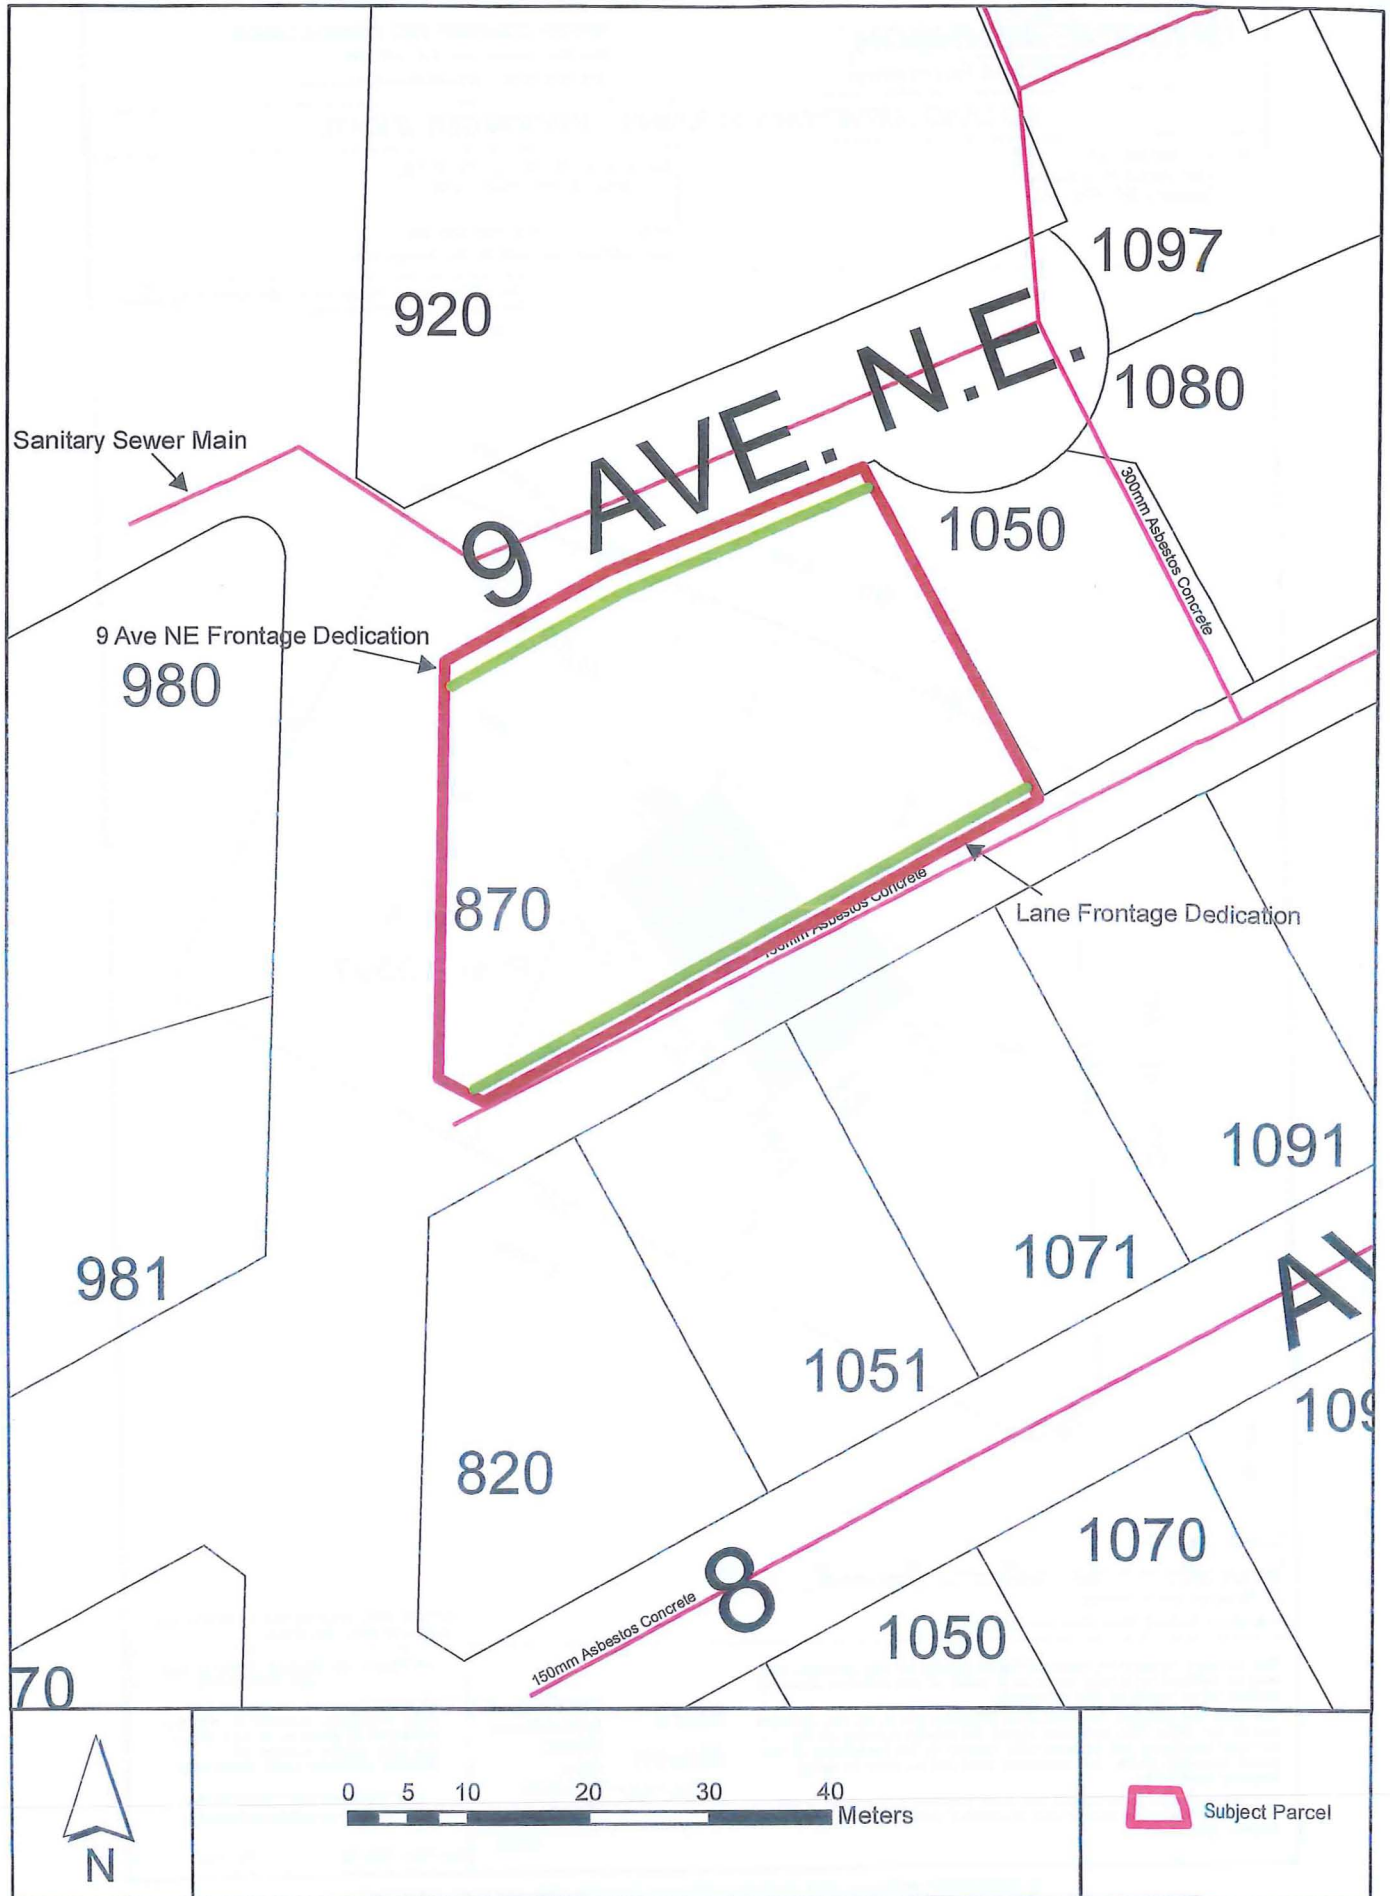 1097
920
9 AVE. N.E.
1080
Sanitary Sewer Main
300mm Asbestos Concrete
1050
9 Ave NE Frontage Dedication
980
870
Asbestos Concrete
Lane Frontage Dedication
1091
1071
981
1051
820
8
1070
150mm Asbestos Concrete
1050
70
0 5 10 20 30 40
Meters
N
Subject Parcel